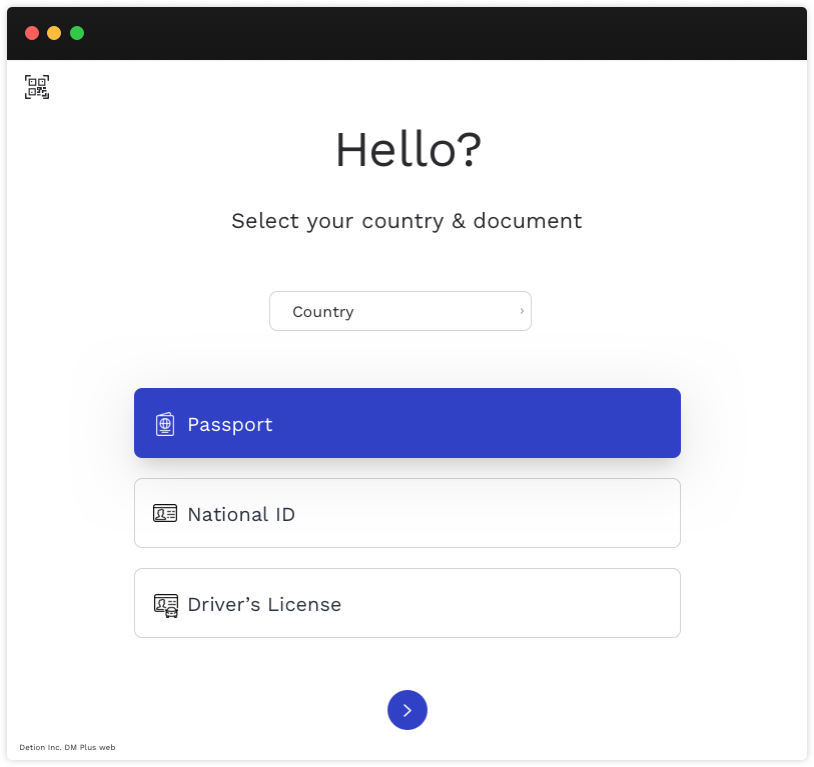 Hello?
Select your country & document
Country
Passport
National ID
Driver’s License
Detion Inc. DM Plus web